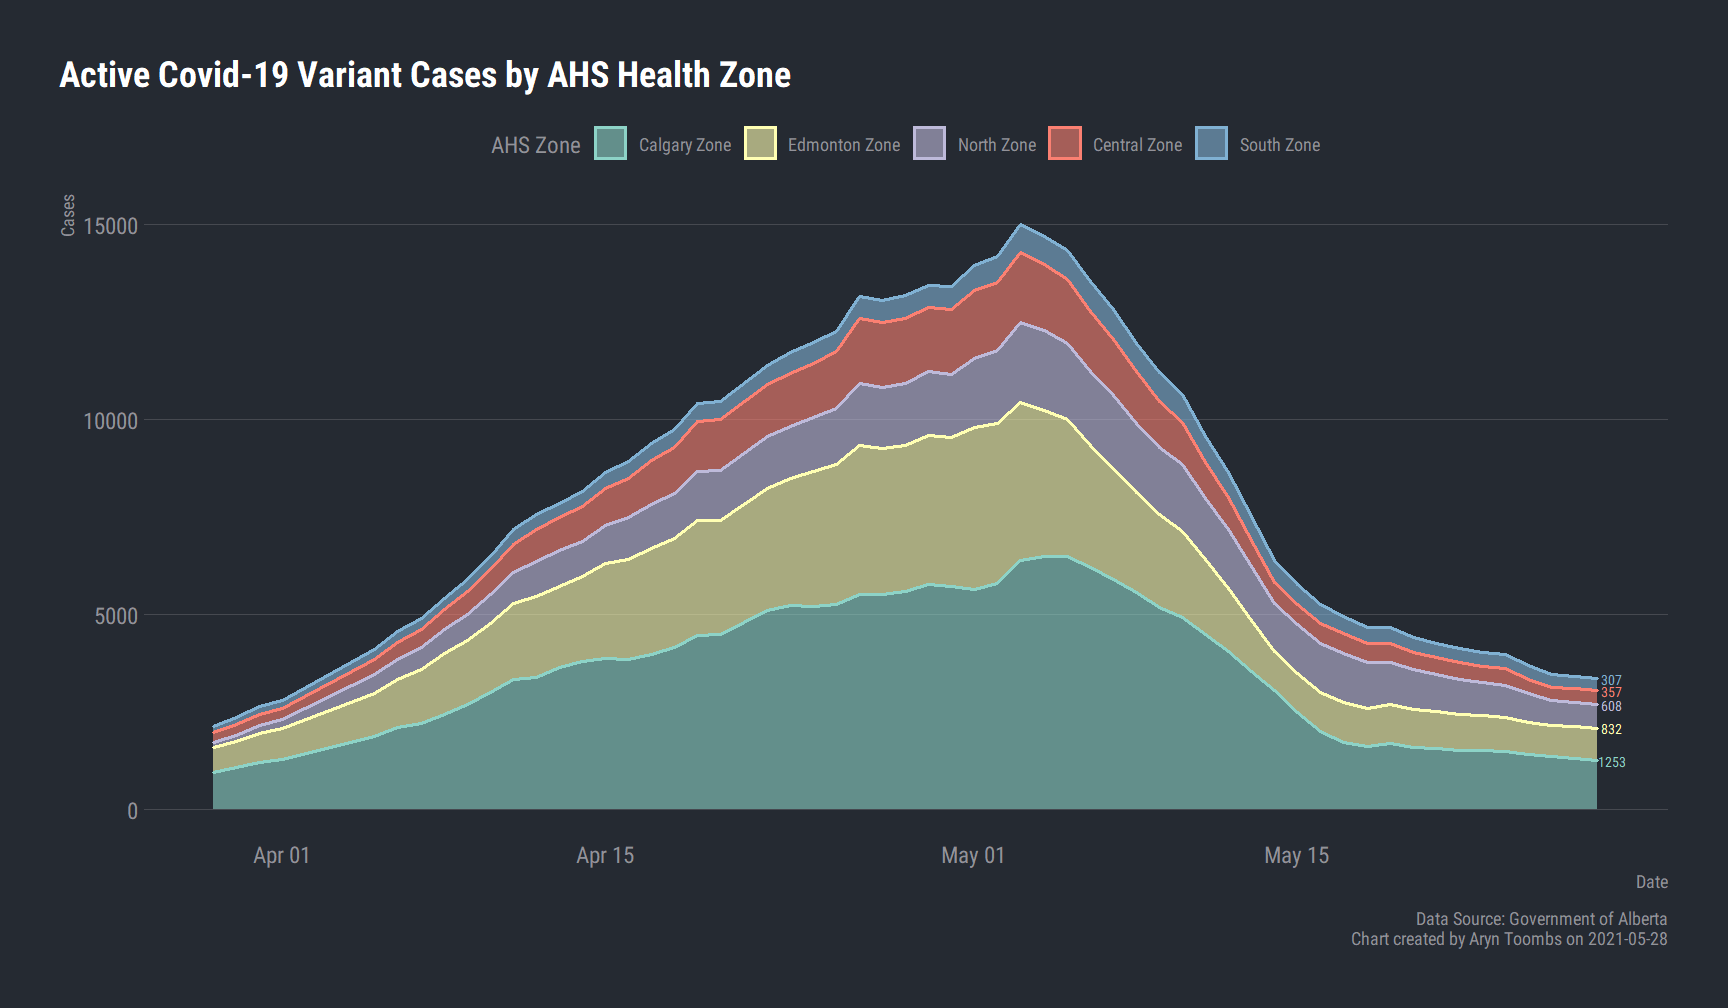 Active Covid-19 Variant Cases by AHS Health Zone
AHS Zone Calgary Zone Edmonton Zone North Zone Central Zone South Zone
Cases
15000
10000
5000
0
307
357
608
832
1253
Apr 01 Apr 15 May 01 May 15
Date
Data Source: Government of Alberta
Chart created by Aryn Toombs on 2021-05-28